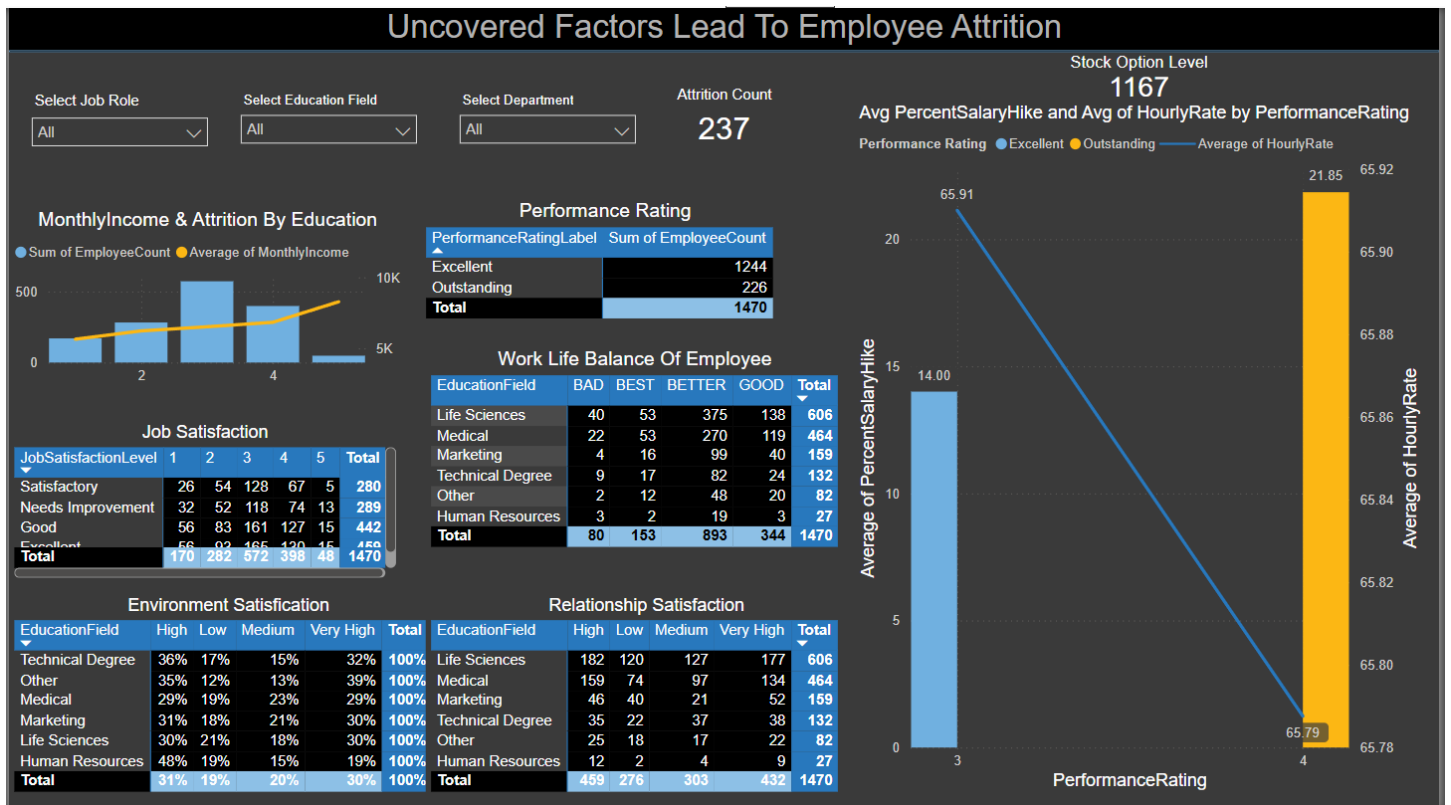 Uncovered Factors Lead To Employee Attrition
Select Job Role
All
Select Education Field
All
Select Department
All
Attrition Count
237
Stock Option Level
1167
MonthlyIncome & Attrition By Education
Sum of EmployeeCount Average of MonthlyIncome
500
0
10K
5K
2 4
Performance Rating
PerformanceRatingLabel Sum of EmployeeCount
Excellent 1244
Outstanding 226
Total 1470
Work Life Balance Of Employee
EducationField BAD BEST BETTER GOOD Total
Life Sciences 40 53 375 138 606
Medical 22 53 270 119 464
Marketing 4 16 99 40 159
Technical Degree 9 17 82 24 132
Other 2 12 48 20 82
Human Resources 3 2 19 3 27
Total 80 153 893 344 1470
Job Satisfaction
JobSatisfactionLevel 1 2 3 4 5 Total
Satisfactory 26 54 128 67 5 280
Needs Improvement 32 52 118 74 13 289
Good 56 83 161 127 15 442
Excellent 56 93 165 130 15 459
Total 170 282 572 398 48 1470
Environment Satisfication
EducationField High Low Medium Very High Total
Technical Degree 36% 17% 15% 32% 100%
Other 35% 12% 13% 39% 100%
Medical 29% 19% 23% 29% 100%
Marketing 31% 18% 21% 30% 100%
Life Sciences 30% 21% 18% 30% 100%
Human Resources 48% 19% 15% 19% 100%
Total 31% 19% 20% 30% 100%
Relationship Satisfaction
EducationField High Low Medium Very High Total
Life Sciences 182 120 127 177 606
Medical 159 74 97 134 464
Marketing 46 40 21 52 159
Technical Degree 35 22 37 38 132
Other 25 18 17 22 82
Human Resources 12 2 4 9 27
Total 459 276 303 432 1470
Avg PercentSalaryHike and Avg of HourlyRate by PerformanceRating
Performance Rating Excellent Outstanding Average of HourlyRate
Average of PercentSalaryHike
20
15
10
5
0
65.91
14.00
21.85
65.79
65.92
65.90
65.88
65.86
65.84
65.82
65.80
65.78
Average of HourlyRate
3 4
PerformanceRating